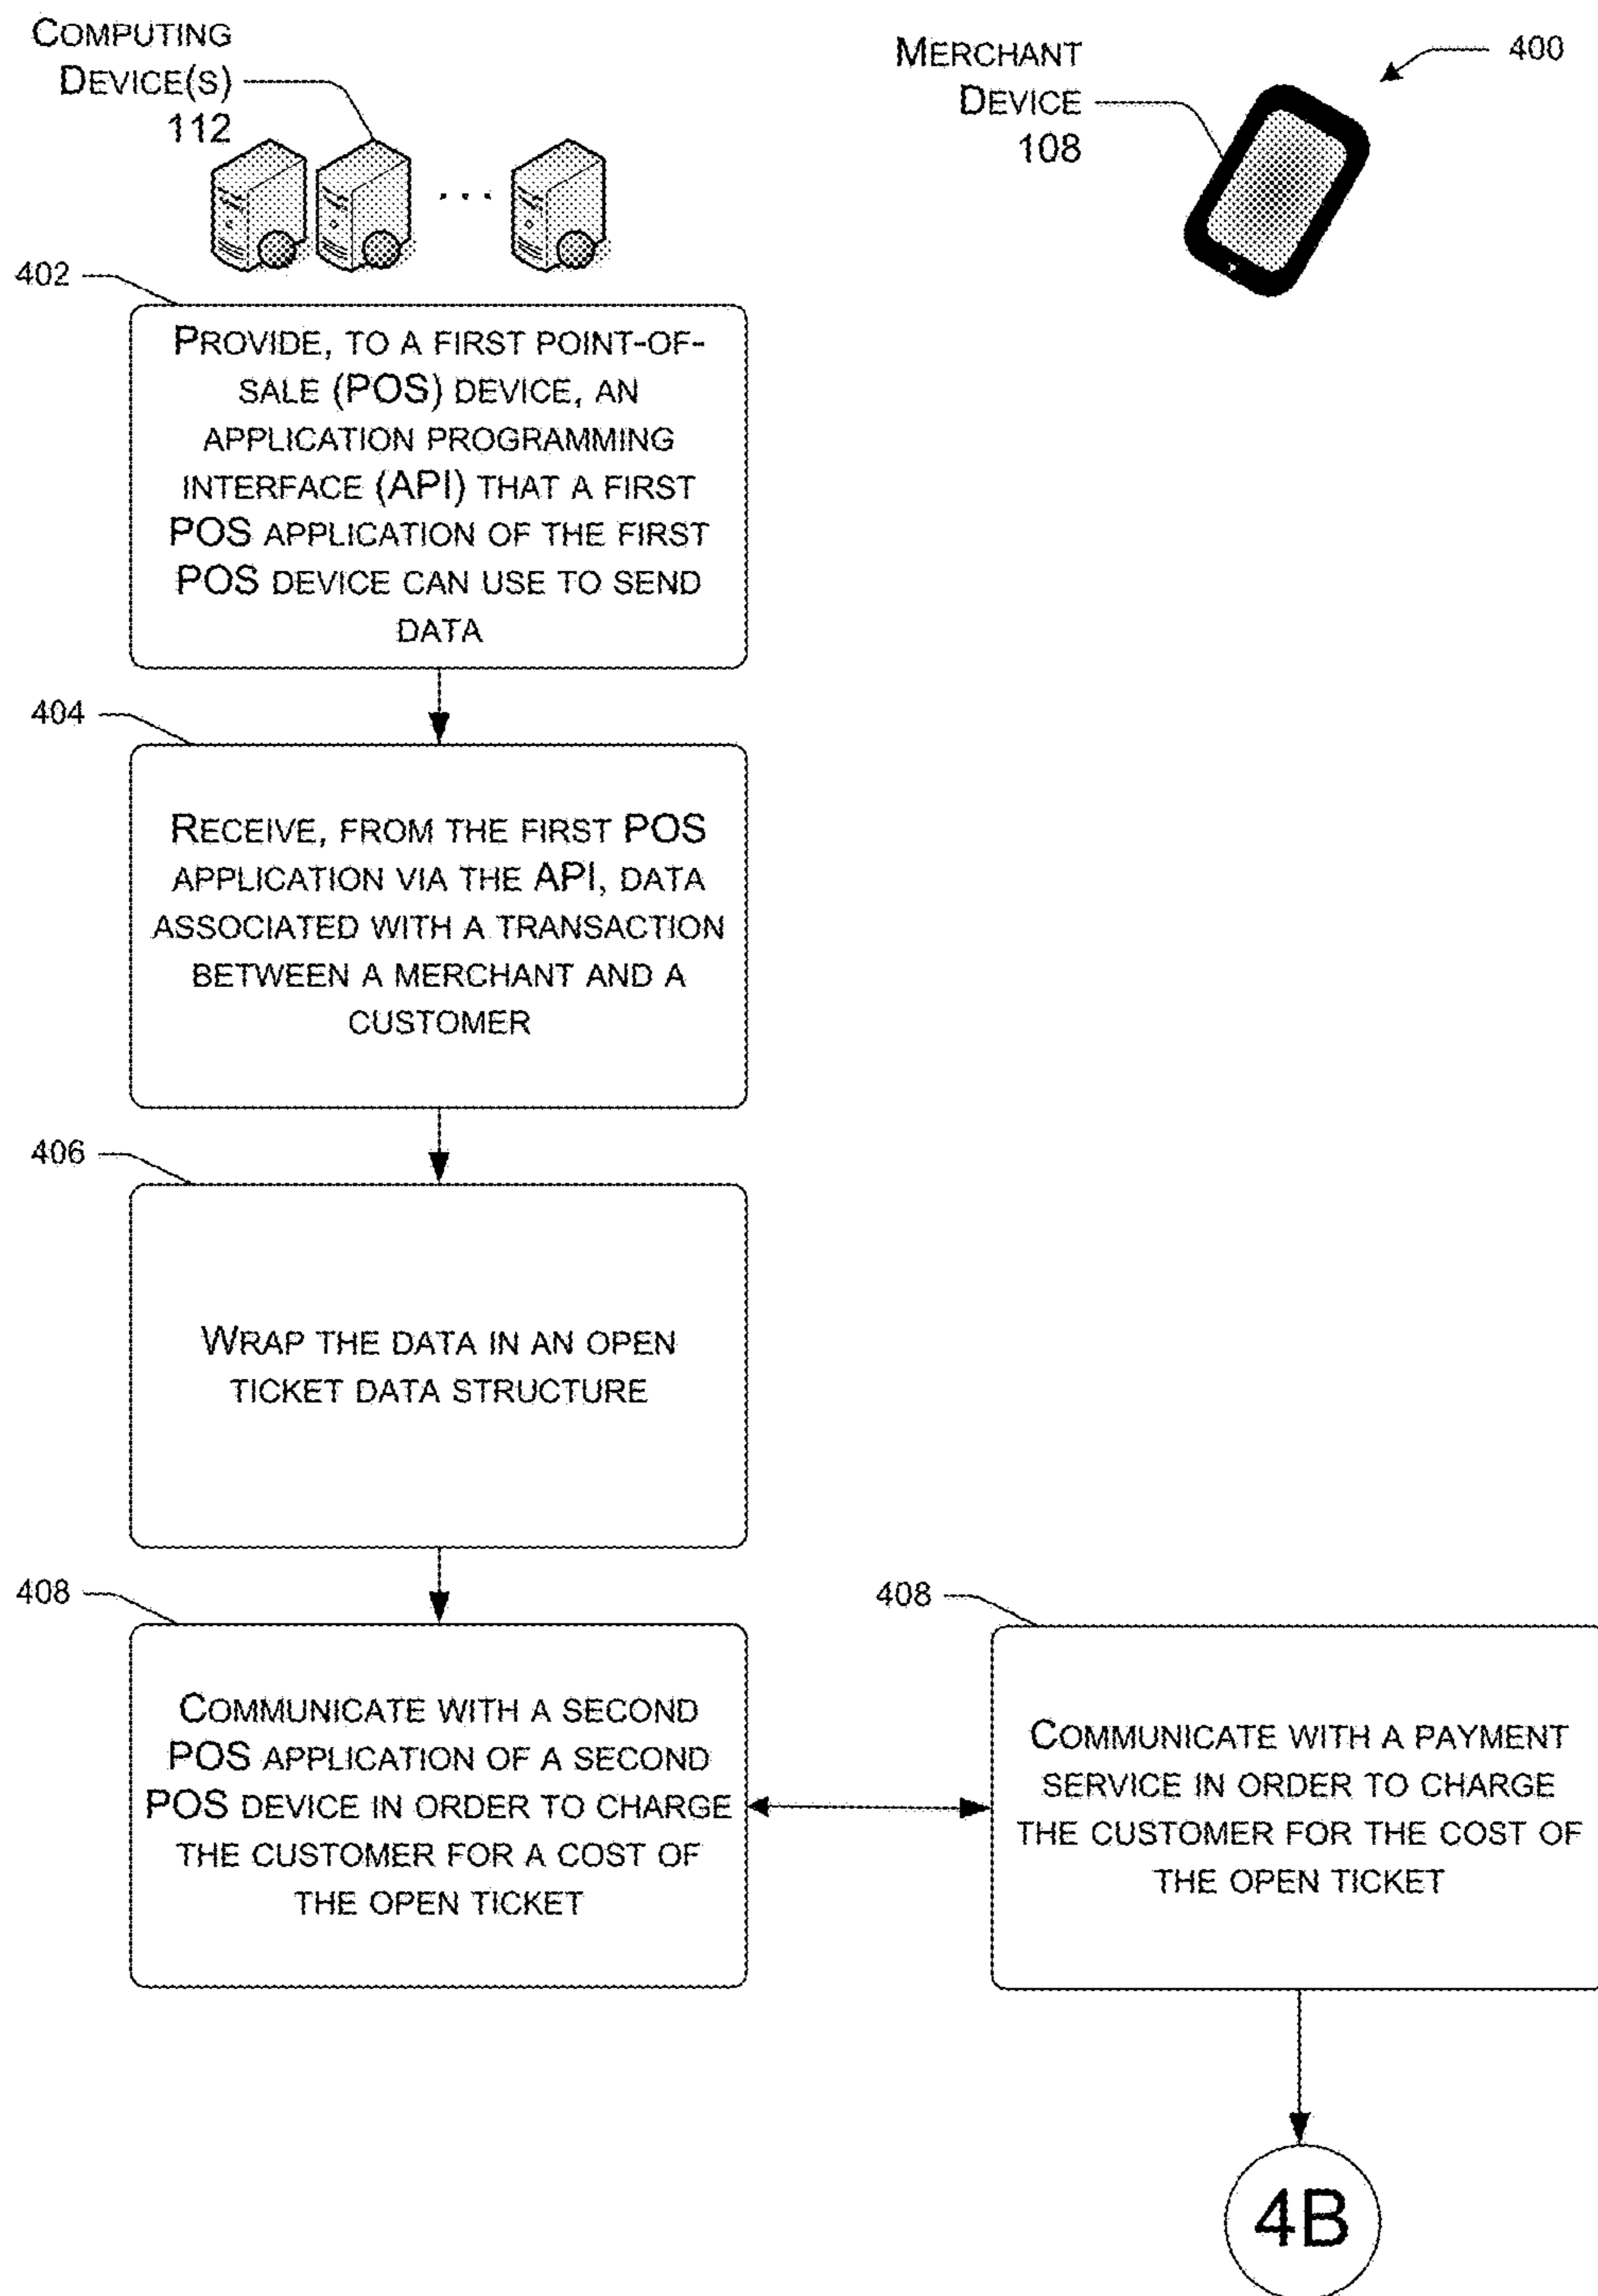 COMPUTING
DEVICE(S)
112
MERCHANT
DEVICE
108
400
402
PROVIDE, TO A FIRST POINT-OF-
SALE (POS) DEVICE, AN
APPLICATION PROGRAMMING
INTERFACE (API) THAT A FIRST
POS APPLICATION OF THE FIRST
POS DEVICE CAN USE TO SEND
DATA
404
RECEIVE, FROM THE FIRST POS
APPLICATION VIA THE API, DATA
ASSOCIATED WITH A TRANSACTION
BETWEEN A MERCHANT AND A
CUSTOMER
406
WRAP THE DATA IN AN OPEN
TICKET DATA STRUCTURE
408
COMMUNICATE WITH A SECOND
POS APPLICATION OF A SECOND
POS DEVICE IN ORDER TO CHARGE
THE CUSTOMER FOR A COST OF
THE OPEN TICKET
408
COMMUNICATE WITH A PAYMENT
SERVICE IN ORDER TO CHARGE
THE CUSTOMER FOR THE COST OF
THE OPEN TICKET
4B